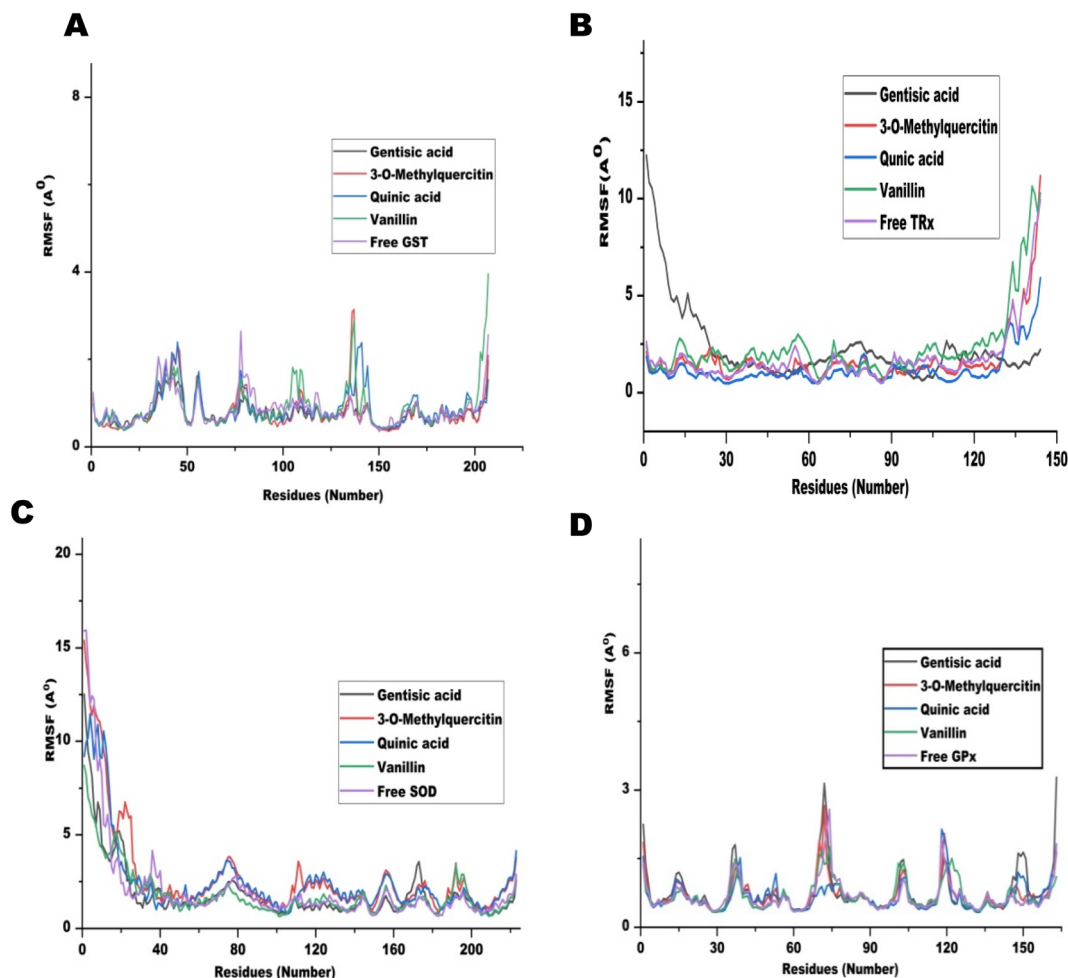 A
RMSF (A⁰)
8
4
0
Gentisic acid
3-O-Methylquercitin
Quinic acid
Vanillin
Free GST
0 50 100 150 200
Residues (Number)
B
RMSF(A⁰)
15
10
5
0
Gentisic acid
3-O-Methylquercitin
Qunic acid
Vanillin
Free TRx
0 30 60 90 120 150
Residues (Number)
C
RMSF (A⁰)
20
15
10
5
0
Gentisic acid
3-O-Methylquercitin
Quinic acid
Vanillin
Free SOD
0 40 80 120 160 200
Residues (Number)
D
RMSF (A⁰)
6
3
0
Gentisic acid
3-O-Methylquercitin
Quinic acid
Vanillin
Free GPx
0 30 60 90 120 150
Residues (Number)